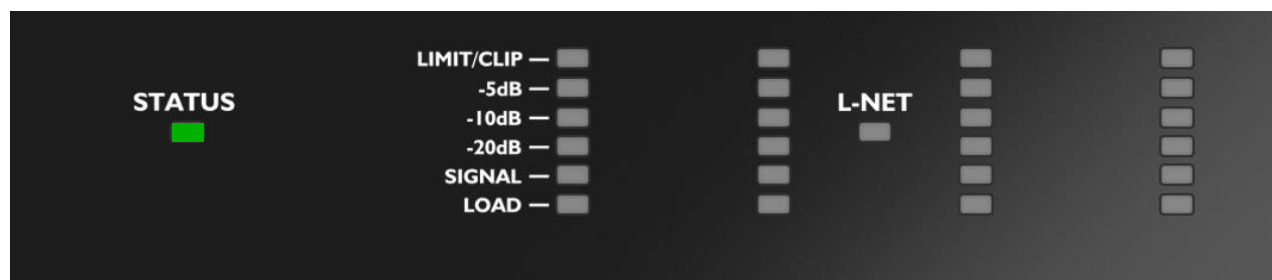 STATUS
LIMIT/CLIP
-5dB
-10dB
-20dB
SIGNAL
LOAD
L-NET